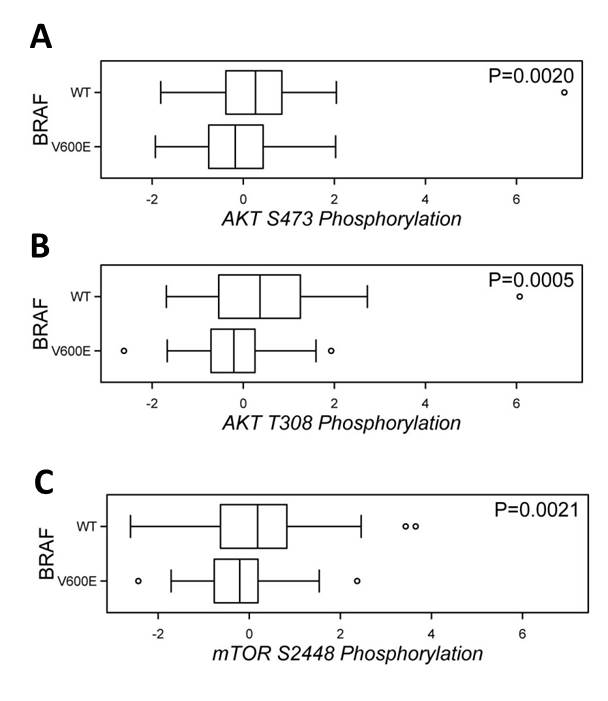 A
P=0.0020
BRAF
WT
V600E
-2 0 2 4 6
AKT S473 Phosphorylation
B
P=0.0005
BRAF
WT
V600E
-2 0 2 4 6
AKT T308 Phosphorylation
C
P=0.0021
BRAF
WT
V600E
-2 0 2 4 6
mTOR S2448 Phosphorylation